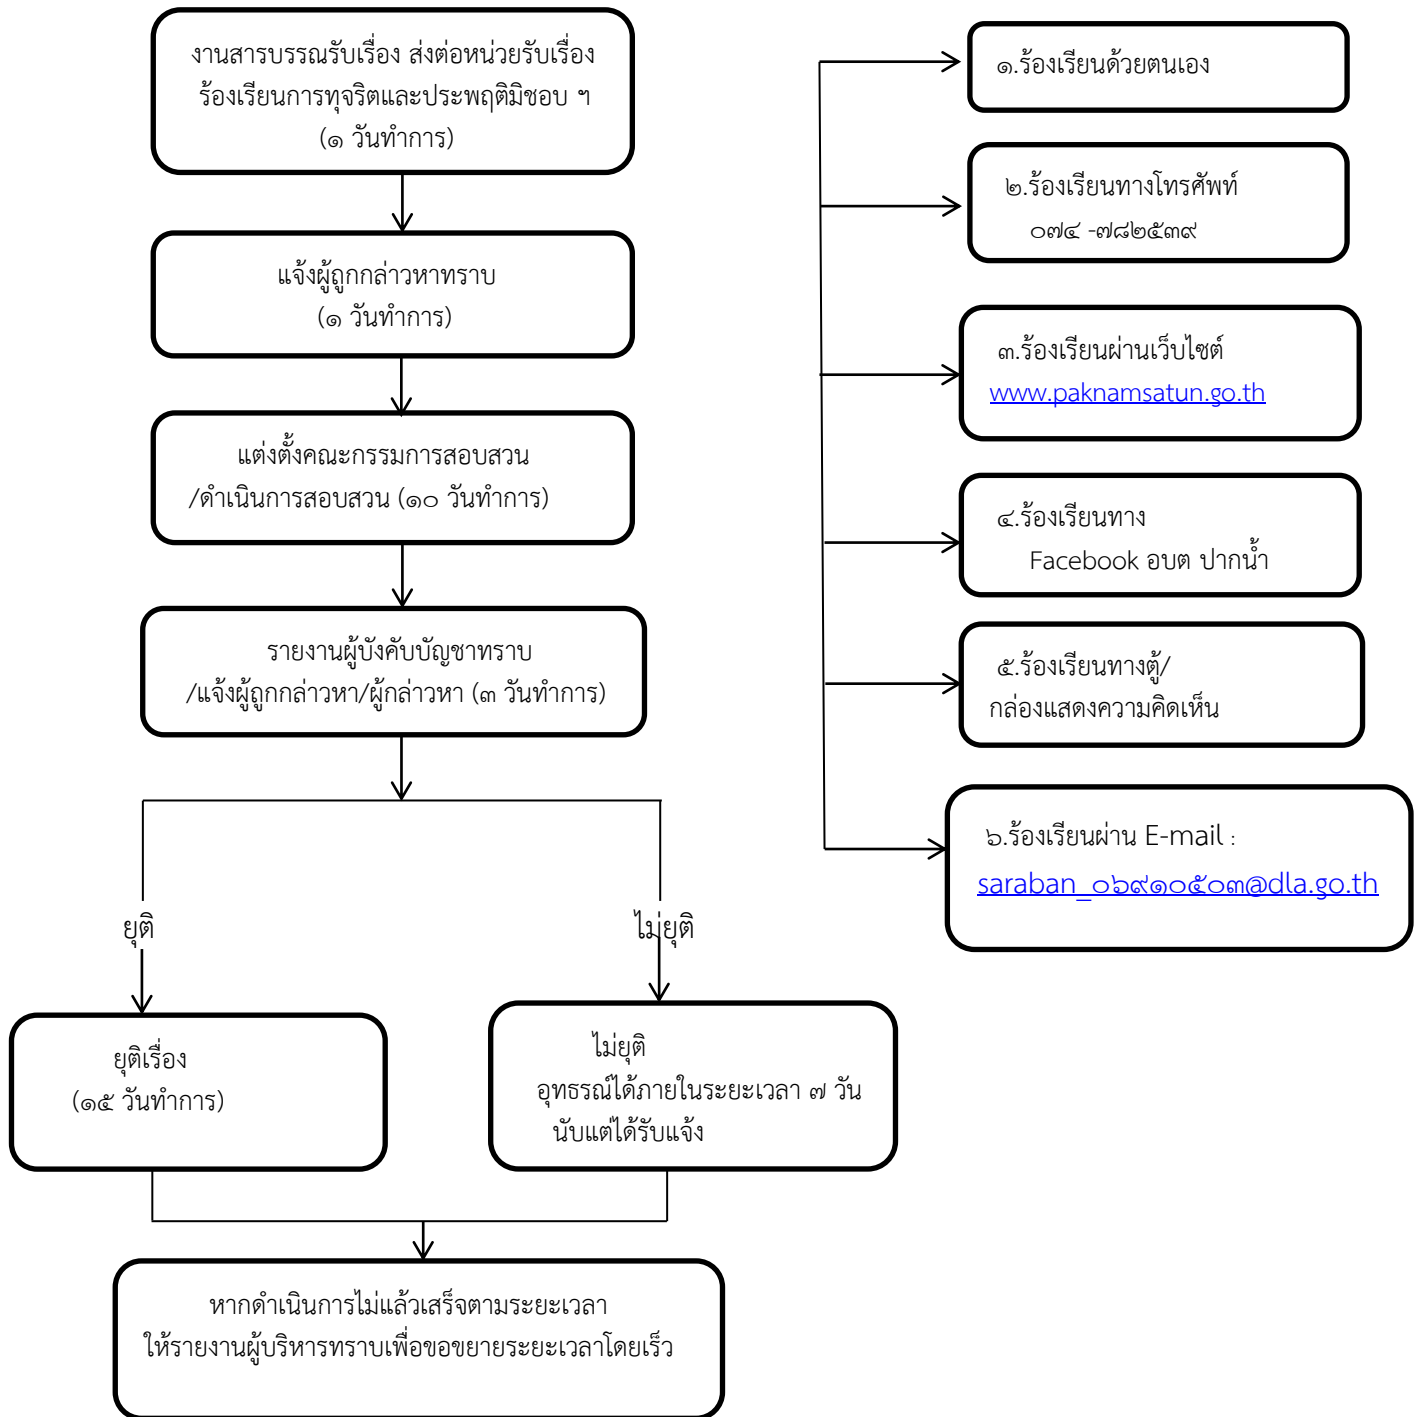 งานสารบรรณรับเรื่อง ส่งต่อหน่วยรับเรื่อง
ร้องเรียนการทุจริตและประพฤติมิชอบ ฯ
(๑ วันทำการ)
แจ้งผู้ถูกกล่าวหาทราบ
(๑ วันทำการ)
แต่งตั้งคณะกรรมการสอบสวน
/ดำเนินการสอบสวน (๑๐ วันทำการ)
รายงานผู้บังคับบัญชาทราบ
/แจ้งผู้ถูกกล่าวหา/ผู้กล่าวหา (๓ วันทำการ)
ยุติ
ไม่ยุติ
ยุติเรื่อง
(๑๕ วันทำการ)
ไม่ยุติ
อุทธรณ์ได้ภายในระยะเวลา ๗ วัน
นับแต่ได้รับแจ้ง
หากดำเนินการไม่แล้วเสร็จตามระยะเวลา
ให้รายงานผู้บริหารทราบเพื่อขอขยายระยะเวลาโดยเร็ว
๑.ร้องเรียนด้วยตนเอง
๒.ร้องเรียนทางโทรศัพท์
๐๗๔ -๗๘๒๕๓๙
๓.ร้องเรียนผ่านเว็บไซต์
www.paknamsatun.go.th
๔.ร้องเรียนทาง
Facebook อบต ปากน้ำ
๕.ร้องเรียนทางตู้/
กล่องแสดงความคิดเห็น
๖.ร้องเรียนผ่าน E-mail :
saraban_๐๖๙๑๐๕๐๓@dla.go.th